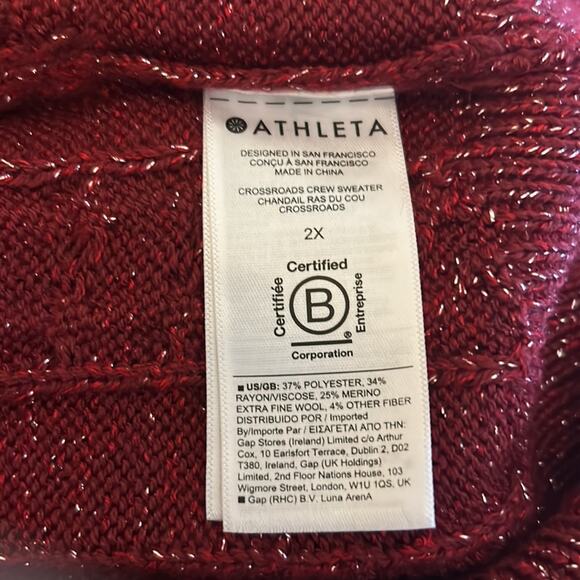 ATHLETA
DESIGNED IN SAN FRANCISCO
CONÇU À SAN FRANCISCO
MADE IN CHINA
CROSSROADS CREW SWEATER
CHANDAIL RAS DU COU
CROSSROADS
2X
Certified
Certifiée
B
Entreprise
Corporation
■ US/GB: 37% POLYESTER, 34%
RAYON/VISCOSE, 25% MERINO
EXTRA FINE WOOL, 4% OTHER FIBER
DISTRIBUIDO POR / Imported
By/Importe Par / ΕΙΣΑΓΕΤΑΙ ΑΠΟ ΤΗΝ:
Gap Stores (Ireland) Limited c/o Arthur
Cox, 10 Earlsfort Terrace, Dublin 2, D02
T380, Ireland, Gap (UK Holdings)
Limited, 2nd Floor Nations House, 103
Wigmore Street, London, W1U 1QS, UK
■ Gap (RHC) B.V. Luna ArenA